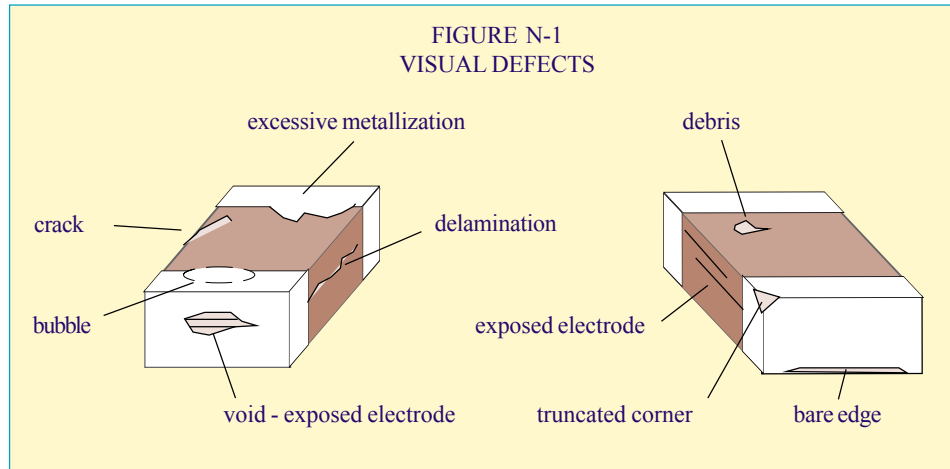 FIGURE N-1
VISUAL DEFECTS
excessive metallization
debris
crack
delamination
bubble
exposed electrode
void - exposed electrode
truncated corner
bare edge